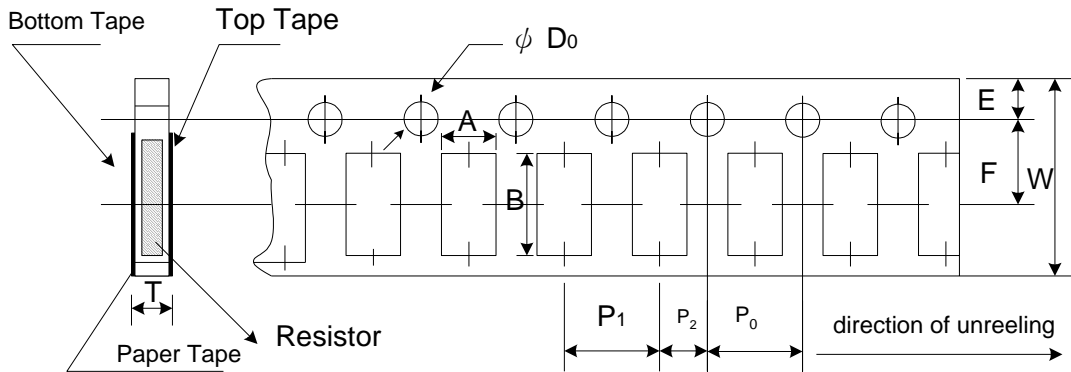 Bottom Tape
Top Tape
ψ D0
E
A
F
W
B
T
P1
P2
P0
Resistor
direction of unreeling
Paper Tape